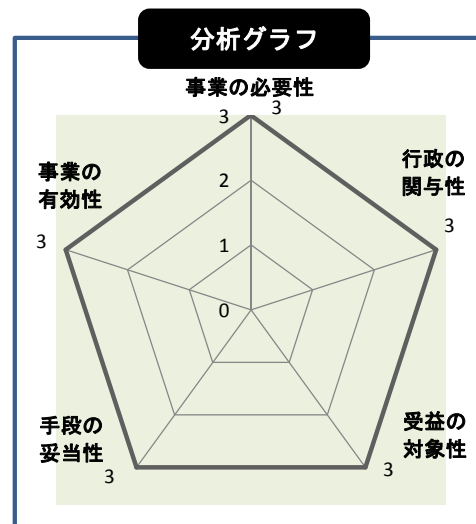 分析グラフ
事業の必要性
3
3
事業の
有効性
行政の
関与性
2
3
3
1
0
手段の
妥当性
受益の
対象性
3
3